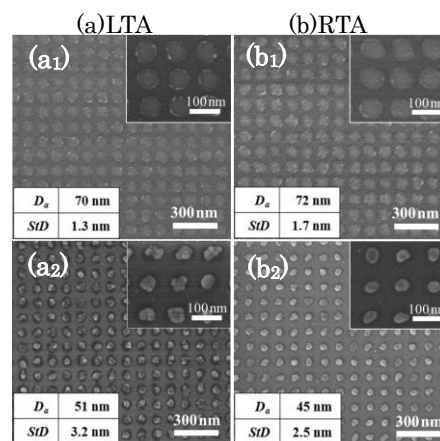 (a)LTA
(b)RTA
(a1)
100nm
Da 70 nm
StD 1.3 nm
300nm
(b1)
100nm
Da 72 nm
StD 1.7 nm
300nm
(a2)
100nm
Da 51 nm
StD 3.2 nm
300nm
(b2)
100nm
Da 45 nm
StD 2.5 nm
300nm